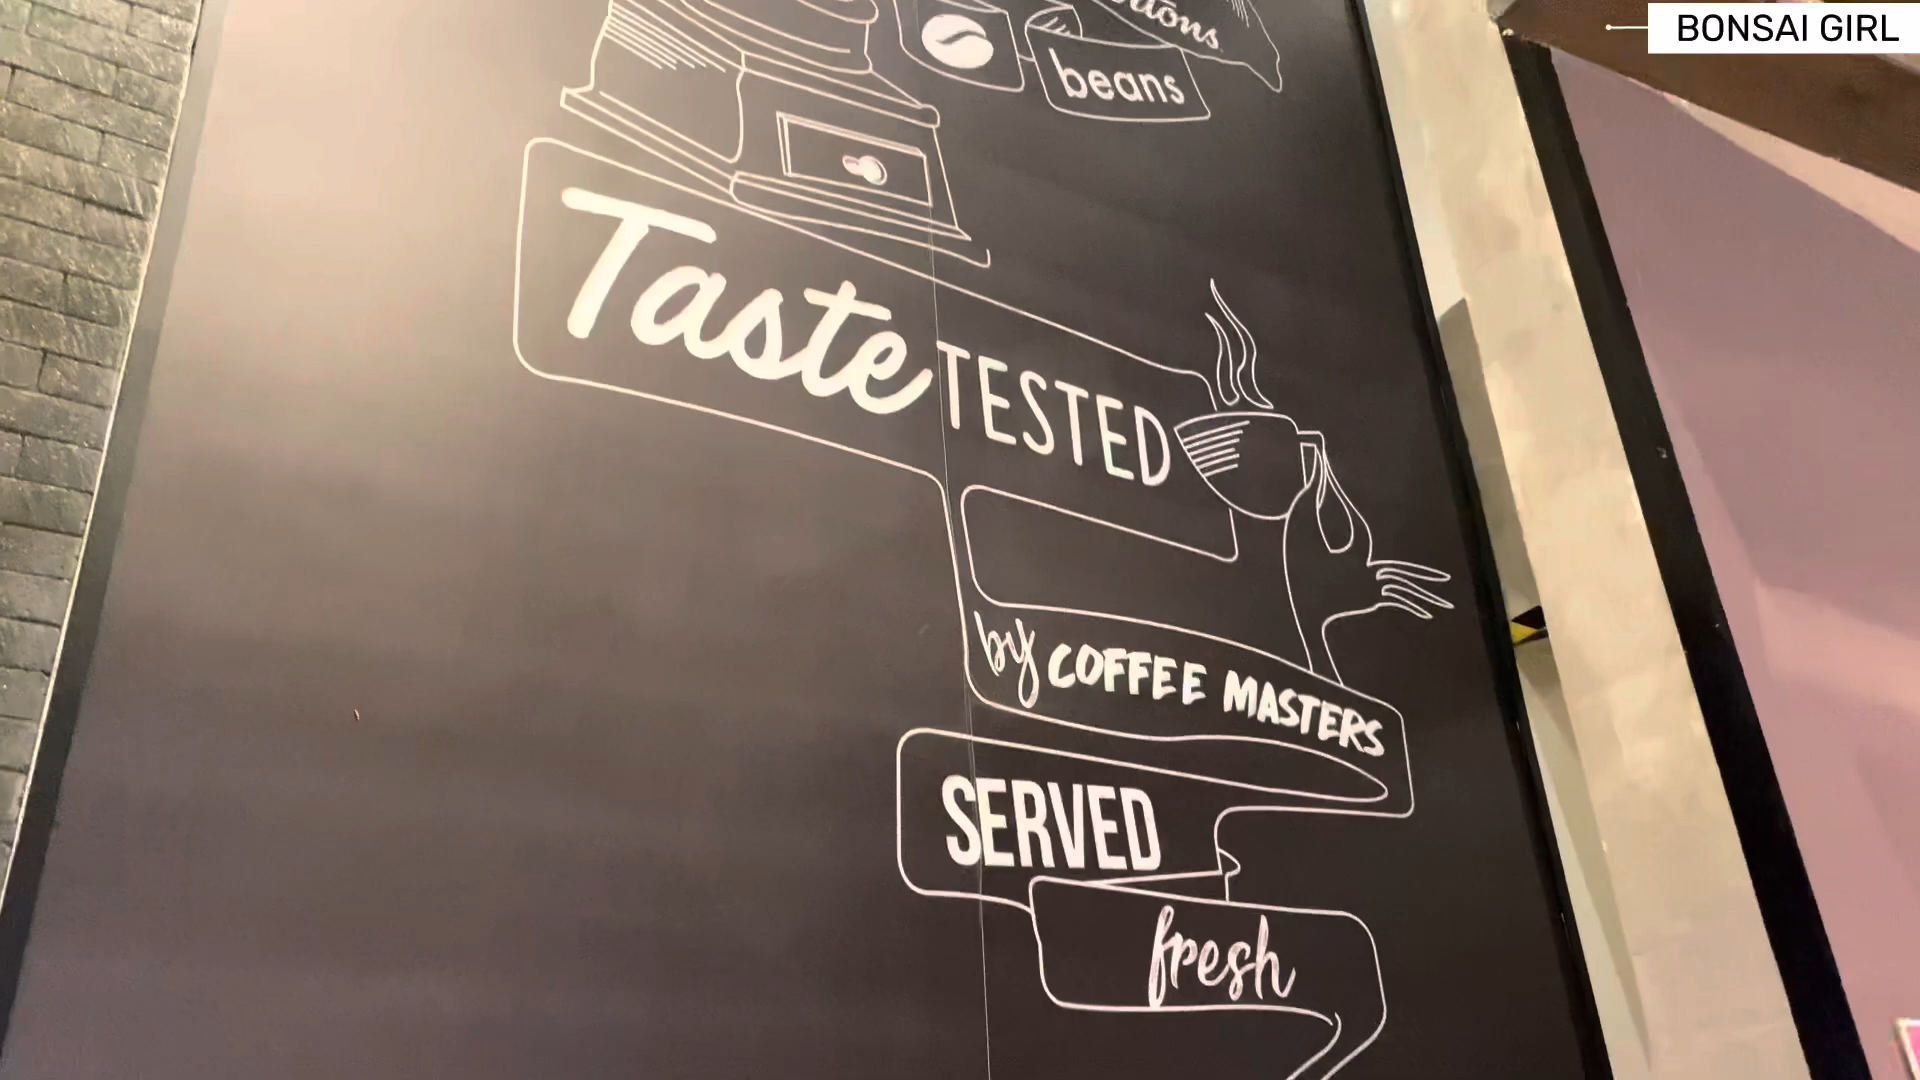 BONSAI GIRL
beans
Taste TESTED
by COFFEE MASTERS
SERVED
fresh